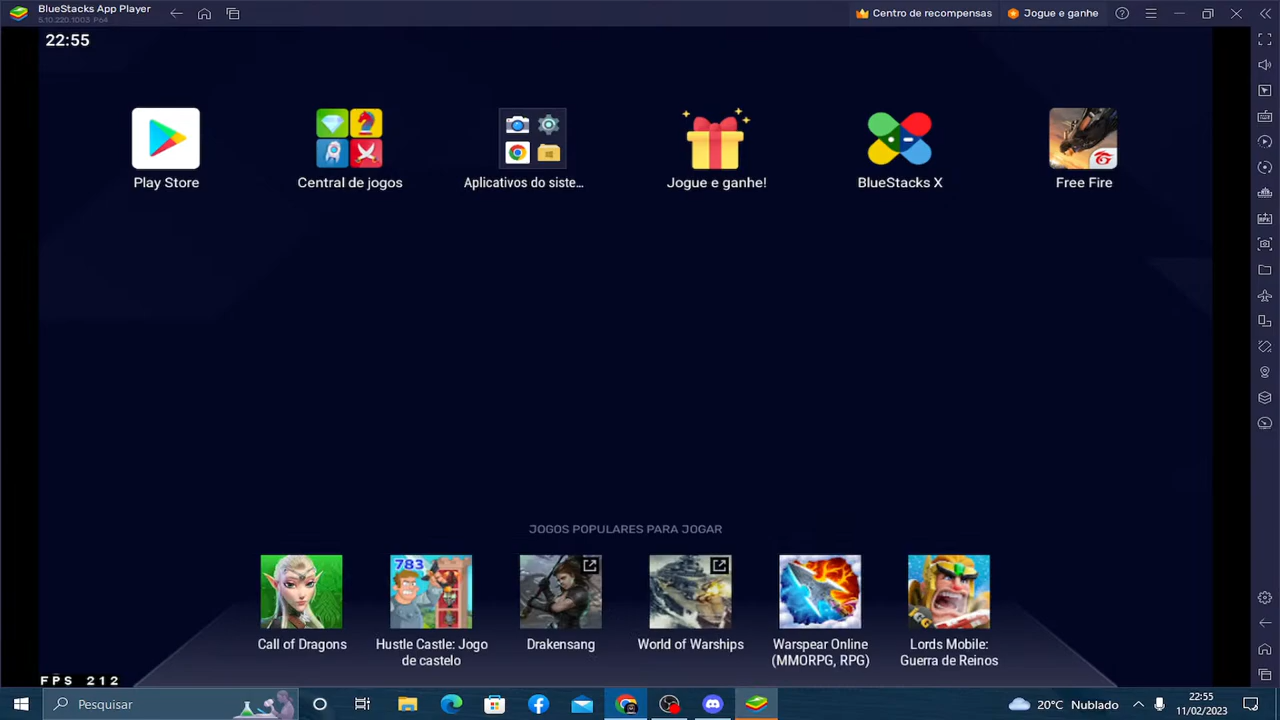 BlueStacks App Player
5.10.220.1003 P64
Centro de recompensas
Jogue e ganhe
22:55
Play Store
Central de jogos
Aplicativos do siste...
Jogue e ganhe!
BlueStacks X
Free Fire
JOGOS POPULARES PARA JOGAR
783
IGG
Call of Dragons
Hustle Castle: Jogo
de castelo
Drakensang
World of Warships
Warspear Online
(MMORPG, RPG)
Lords Mobile:
Guerra de Reinos
FPS 212
Pesquisar
20°C Nublado
22:55
11/02/2023